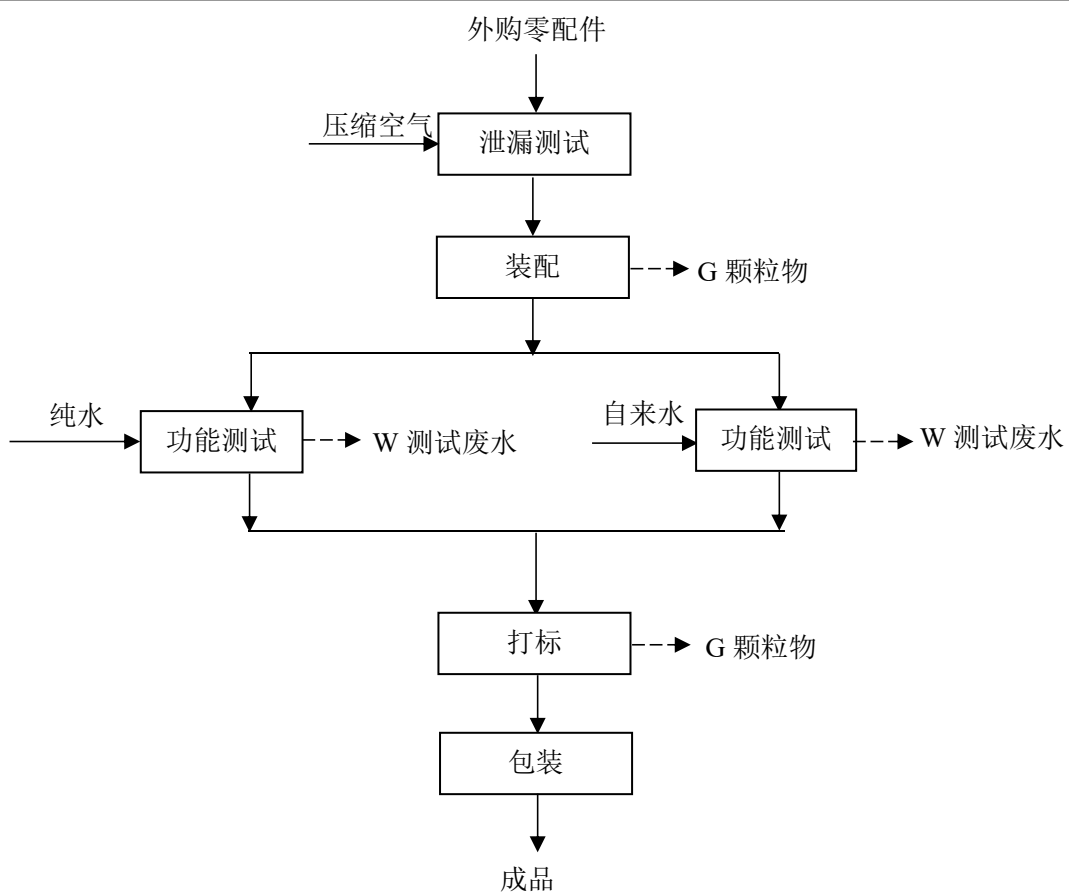 外购零配件
压缩空气
泄漏测试
装配
G 颗粒物
纯水
功能测试
W 测试废水
自来水
功能测试
W 测试废水
打标
G 颗粒物
包装
成品